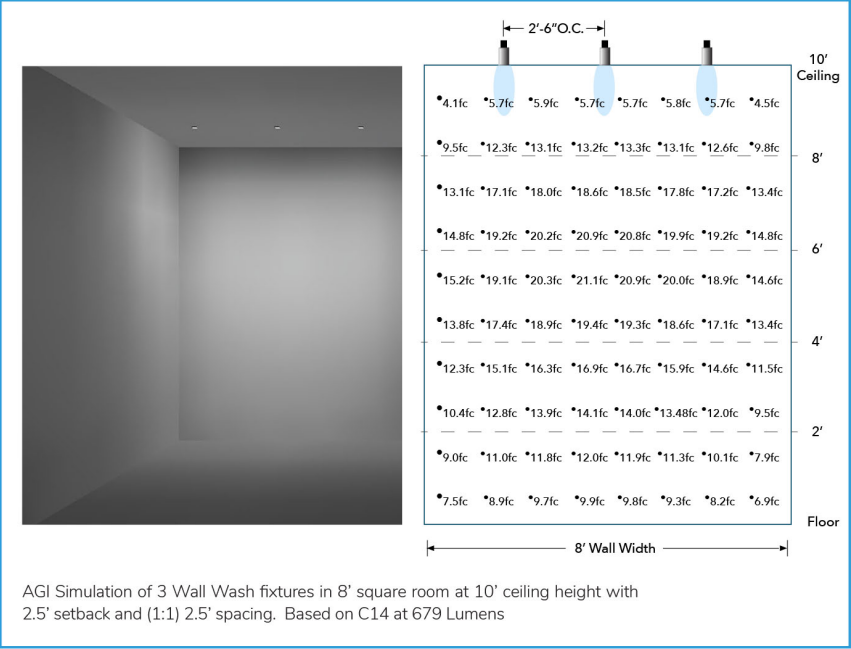 2'-6"O.C.
10'
Ceiling
4.1fc 5.7fc 5.9fc 5.7fc 5.7fc 5.8fc 5.7fc 4.5fc
9.5fc 12.3fc 13.1fc 13.2fc 13.3fc 13.1fc 12.6fc 9.8fc
8'
13.1fc 17.1fc 18.0fc 18.6fc 18.5fc 17.8fc 17.2fc 13.4fc
14.8fc 19.2fc 20.2fc 20.9fc 20.8fc 19.9fc 19.2fc 14.8fc
6'
15.2fc 19.1fc 20.3fc 21.1fc 20.9fc 20.0fc 18.9fc 14.6fc
13.8fc 17.4fc 18.9fc 19.4fc 19.3fc 18.6fc 17.1fc 13.4fc
4'
12.3fc 15.1fc 16.3fc 16.9fc 16.7fc 15.9fc 14.6fc 11.5fc
10.4fc 12.8fc 13.9fc 14.1fc 14.0fc 13.48fc 12.0fc 9.5fc
2'
9.0fc 11.0fc 11.8fc 12.0fc 11.9fc 11.3fc 10.1fc 7.9fc
7.5fc 8.9fc 9.7fc 9.9fc 9.8fc 9.3fc 8.2fc 6.9fc
Floor
8' Wall Width
AGI Simulation of 3 Wall Wash fixtures in 8' square room at 10' ceiling height with
2.5' setback and (1:1) 2.5' spacing. Based on C14 at 679 Lumens